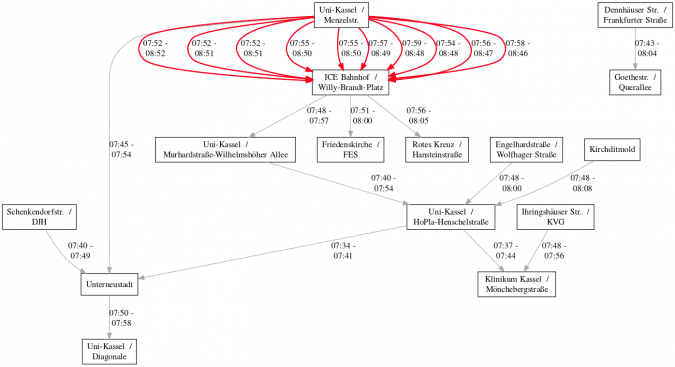 Uni-Kassel /
Menzelstr.
Dennhäuser Str. /
Frankfurter Straße
07:52 -
08:52
07:52 -
08:51
07:52 -
08:51
07:55 -
08:50
07:55 -
08:50
07:57 -
08:49
07:59 -
08:48
07:54 -
08:48
07:56 -
08:47
07:58 -
08:46
07:43 -
08:04
ICE Bahnhof /
Willy-Brandt-Platz
Goethestr. /
Querallee
07:48 -
07:57
07:51 -
08:00
07:56 -
08:05
07:45 -
07:54
Uni-Kassel /
Murhardstraße-Wilhelmshöher Allee
Friedenskirche /
FES
Rotes Kreuz /
Hansteinstraße
Engelhardstraße /
Wolfhager Straße
Kirchditmold
07:40 -
07:54
07:48 -
08:00
07:48 -
08:08
Schenkendorfstr. /
DJH
Uni-Kassel /
HoPla-Henschelstraße
Ihringshäuser Str. /
KVG
07:40 -
07:49
07:34 -
07:41
07:37 -
07:44
07:48 -
07:56
Unterneustadt
Klinikum Kassel /
Mönchebergstraße
07:50 -
07:58
Uni-Kassel /
Diagonale